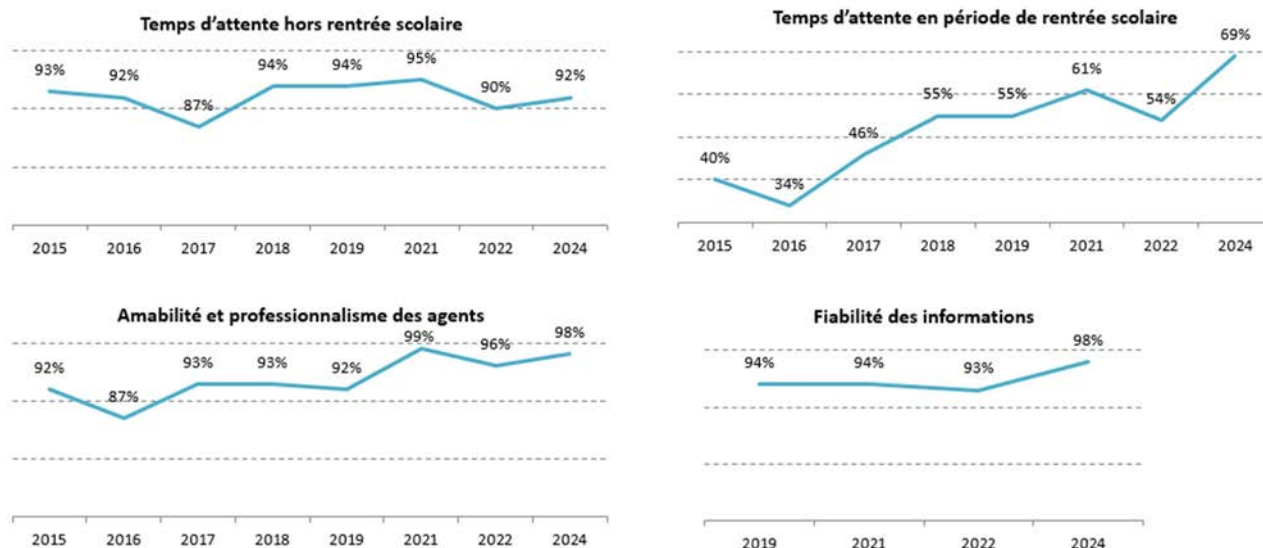 Temps d'attente hors rentrée scolaire
93% 92% 87% 94% 94% 95% 90% 92%
2015 2016 2017 2018 2019 2021 2022 2024
Temps d'attente en période de rentrée scolaire
40% 34% 46% 55% 55% 61% 54% 69%
2015 2016 2017 2018 2019 2021 2022 2024
Amabilité et professionnalisme des agents
92% 87% 93% 93% 92% 99% 96% 98%
2015 2016 2017 2018 2019 2021 2022 2024
Fiabilité des informations
94% 94% 93% 98%
2019 2021 2022 2024